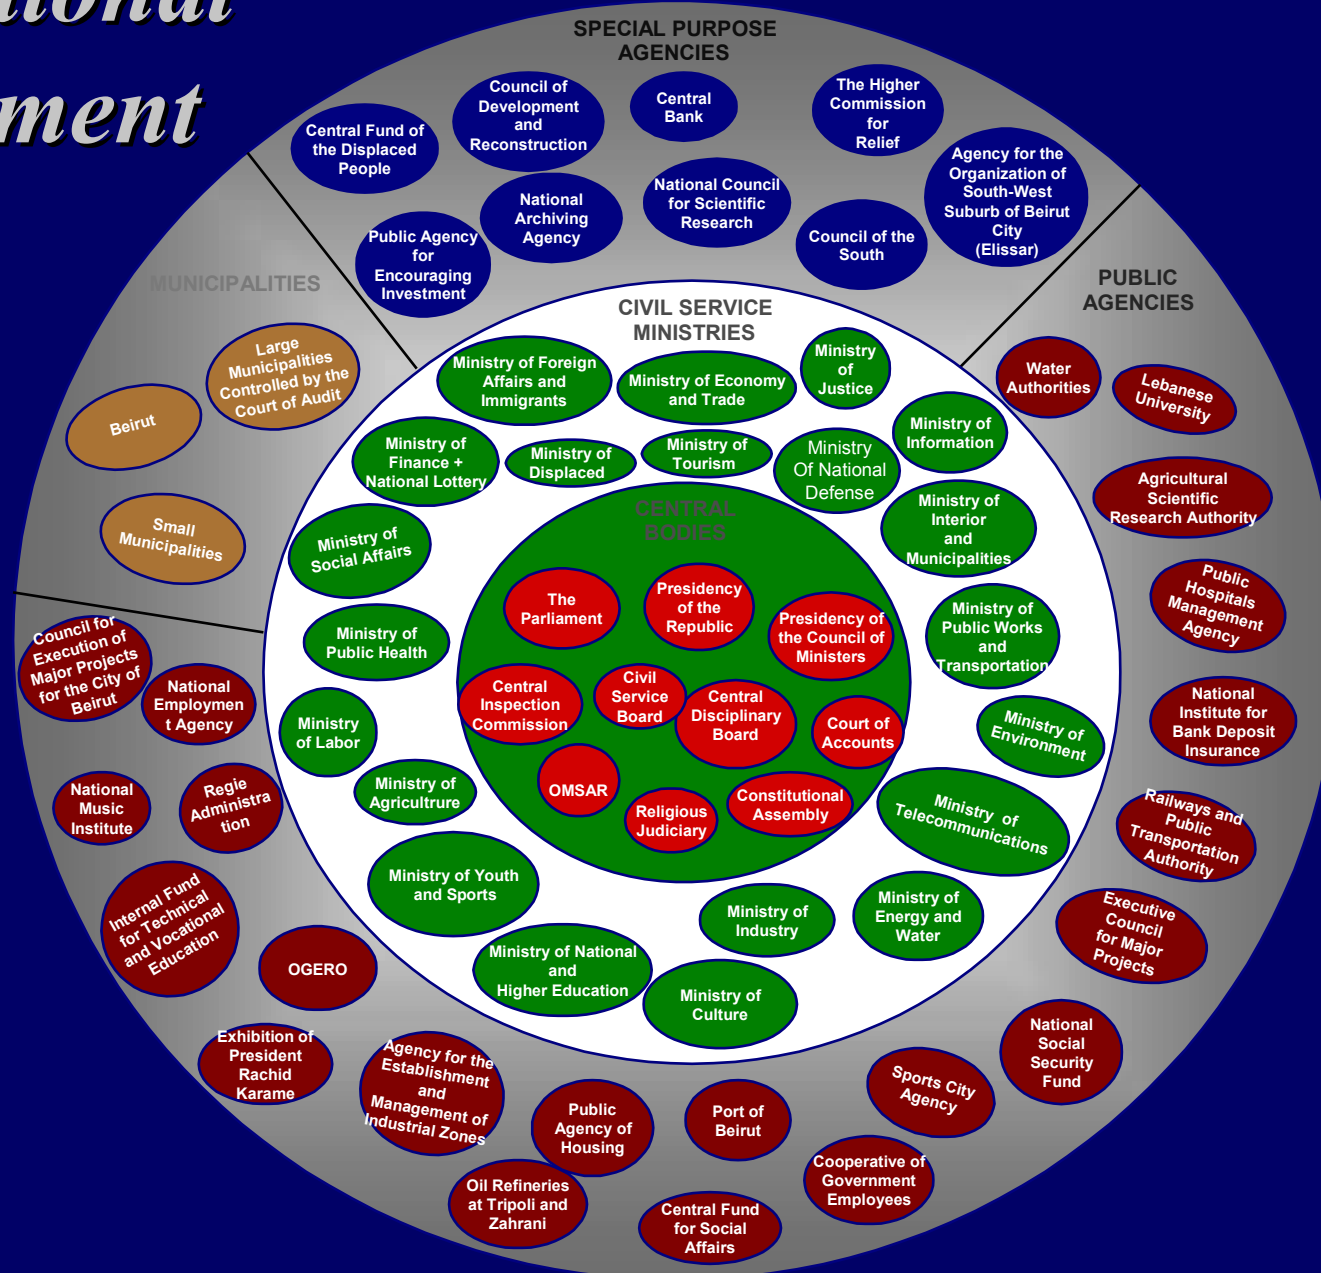 tional
ment
SPECIAL PURPOSE
AGENCIES
Central Fund of
the Displaced
People
Council of
Development
and
Reconstruction
Central
Bank
The Higher
Commission
for
Relief
Agency for the
Organization of
South-West
Suburb of Beirut
City
(Elissar)
Public Agency
for
Encouraging
Investment
National
Archiving
Agency
National Council
for Scientific
Research
Council of the
South
MUNICIPALITIES
Large
Municipalities
Controlled by the
Court of Audit
Beirut
Small
Municipalities
PUBLIC
AGENCIES
Water
Authorities
Lebanese
University
Agricultural
Scientific
Research Authority
Public
Hospitals
Management
Agency
National
Institute for
Bank Deposit
Insurance
Railways and
Public
Transportation
Authority
Executive
Council
for Major
Projects
National
Social
Security
Fund
Sports City
Agency
Cooperative of
Government
Employees
Port of
Beirut
Central Fund
for Social
Affairs
Public
Agency of
Housing
Oil Refineries
at Tripoli and
Zahrani
Agency for the
Establishment
and
Management of
Industrial Zones
Exhibition of
President
Rachid
Karame
OGERO
Internal Fund
for Technical
and Vocational
Education
Regie
Administra
tion
National
Music
Institute
National
Employmen
t Agency
Council for
Execution of
Major Projects
for the City of
Beirut
CIVIL SERVICE
MINISTRIES
Ministry of Foreign
Affairs and
Immigrants
Ministry of Economy
and Trade
Ministry
of
Justice
Ministry of
Information
Ministry of
Finance +
National Lottery
Ministry of
Displaced
Ministry of
Tourism
Ministry
Of National
Defense
Ministry of
Interior
and
Municipalities
Ministry of
Social Affairs
Ministry of
Public Health
Ministry of
Public Works
and
Transportation
Ministry
of Labor
Ministry of
Environment
Ministry of
Agricultrure
Ministry of
Telecommunications
Ministry of Youth
and Sports
Ministry of
Industry
Ministry of
Energy and
Water
Ministry of National
and
Higher Education
Ministry of
Culture
CENTRAL
BODIES
The
Parliament
Presidency
of the
Republic
Presidency of
the Council of
Ministers
Central
Inspection
Commission
Civil
Service
Board
Central
Disciplinary
Board
Court of
Accounts
OMSAR
Religious
Judiciary
Constitutional
Assembly